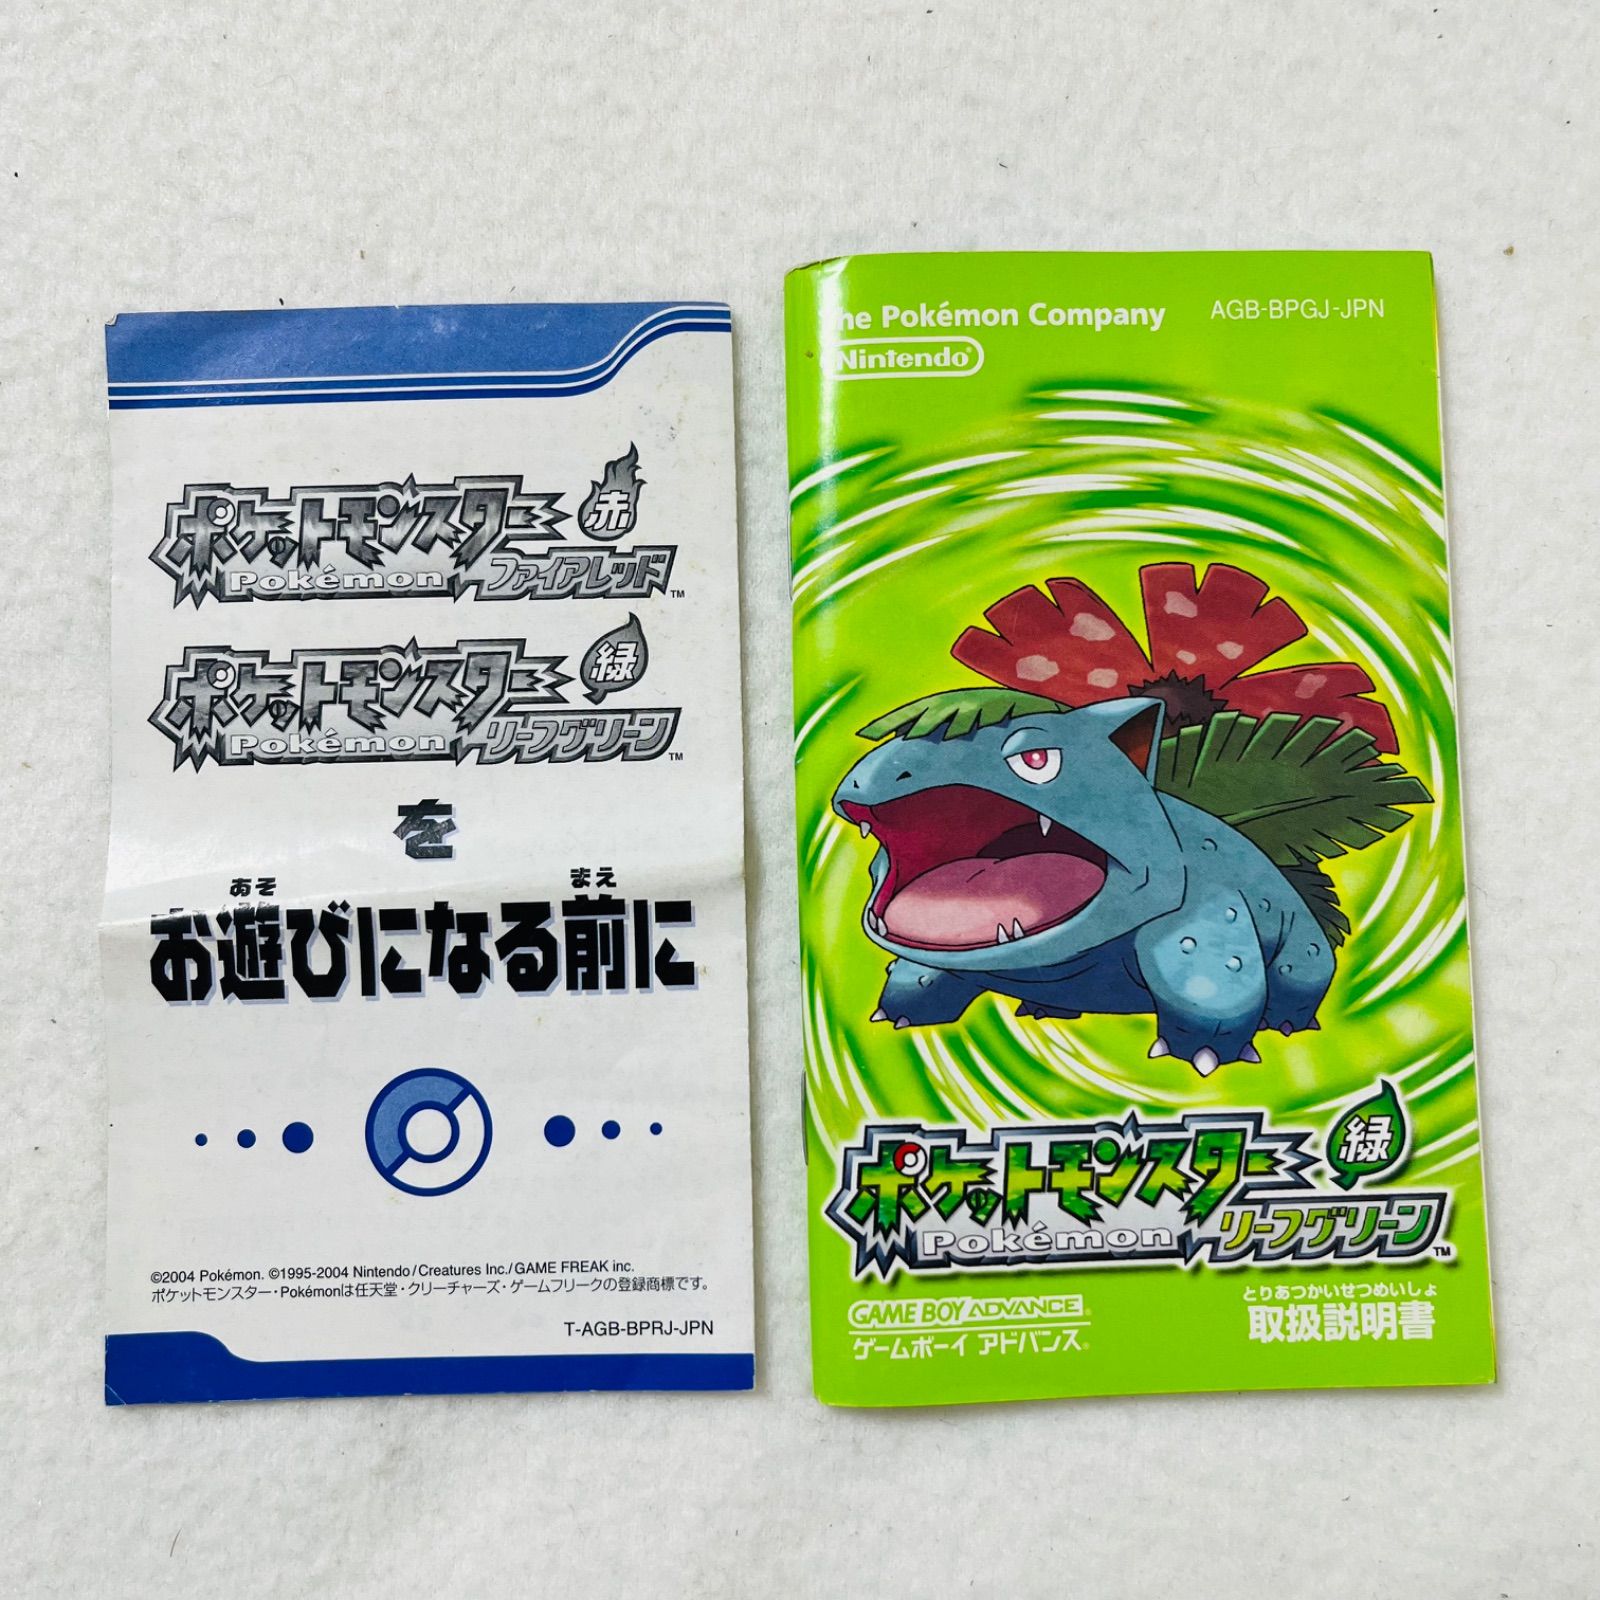 ポケットモンスター 赤
Pokémon ファイアレッド™
ポケットモンスター 緑
Pokémon リーフグリーン™
を
あそ まえ
お遊びになる前に
©2004 Pokémon. ©1995-2004 Nintendo/Creatures Inc./GAME FREAK inc.
ポケットモンスター・Pokémonは任天堂・クリーチャーズ・ゲームフリークの登録商標です。
T-AGB-BPRJ-JPN
The Pokémon Company
AGB-BPGJ-JPN
Nintendo®
ポケットモンスター 緑
Pokémon リーフグリーン™
GAME BOY ADVANCE®
ゲームボーイ アドバンス®
とりあつかいせつめいしょ
取扱説明書